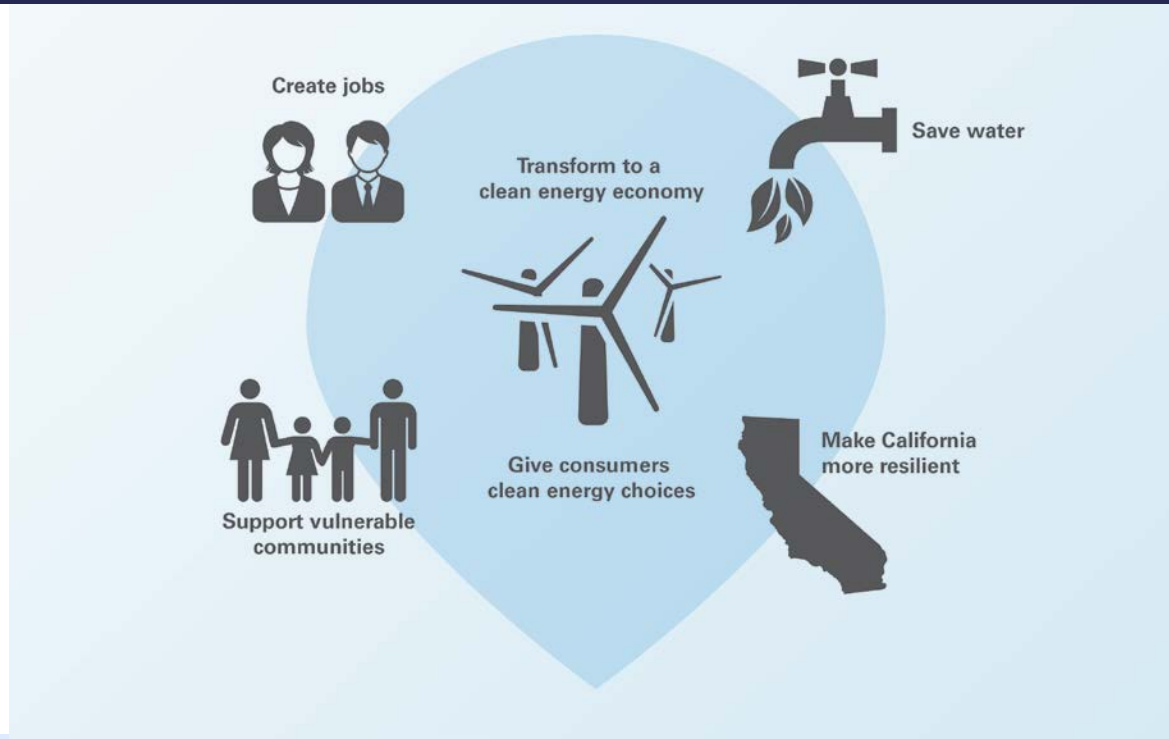 Create jobs
Save water
Transform to a
clean energy economy
Give consumers
clean energy choices
Make California
more resilient
Support vulnerable
communities